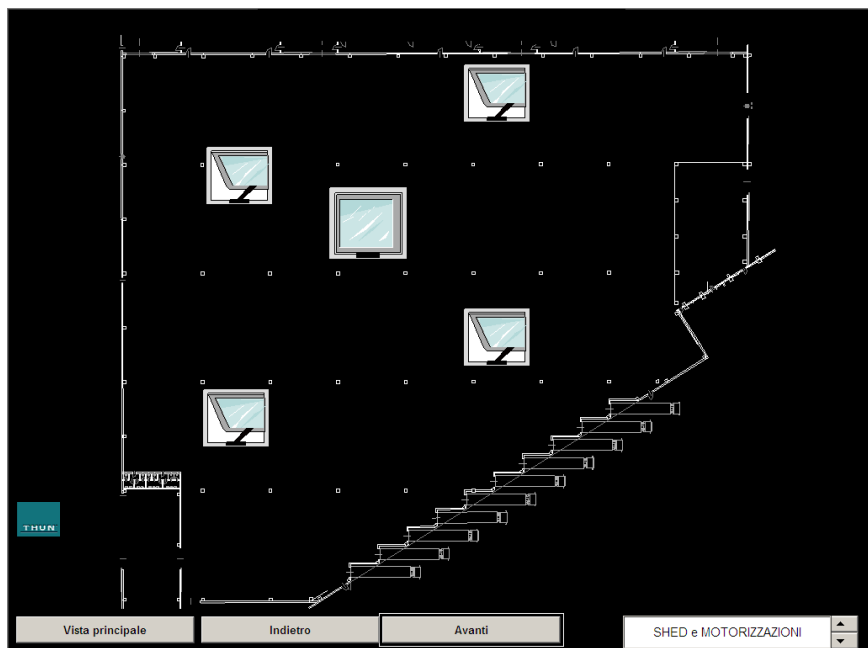 THUN
Vista principale
Indietro
Avanti
SHED e MOTORIZZAZIONI